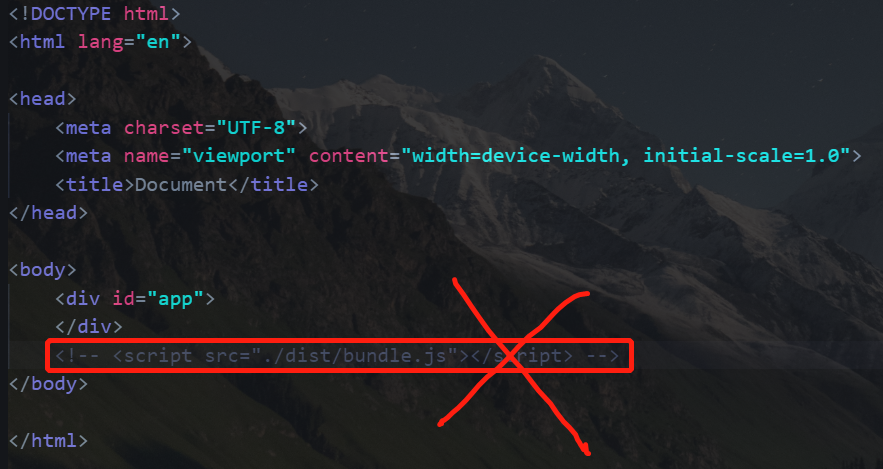 <!DOCTYPE html>
<html lang="en">
<head>
<meta charset="UTF-8">
<meta name="viewport" content="width=device-width, initial-scale=1.0">
<title>Document</title>
</head>
<body>
<div id="app">
</div>
<!-- <script src="./dist/bundle.js"></script> -->
</body>
</html>